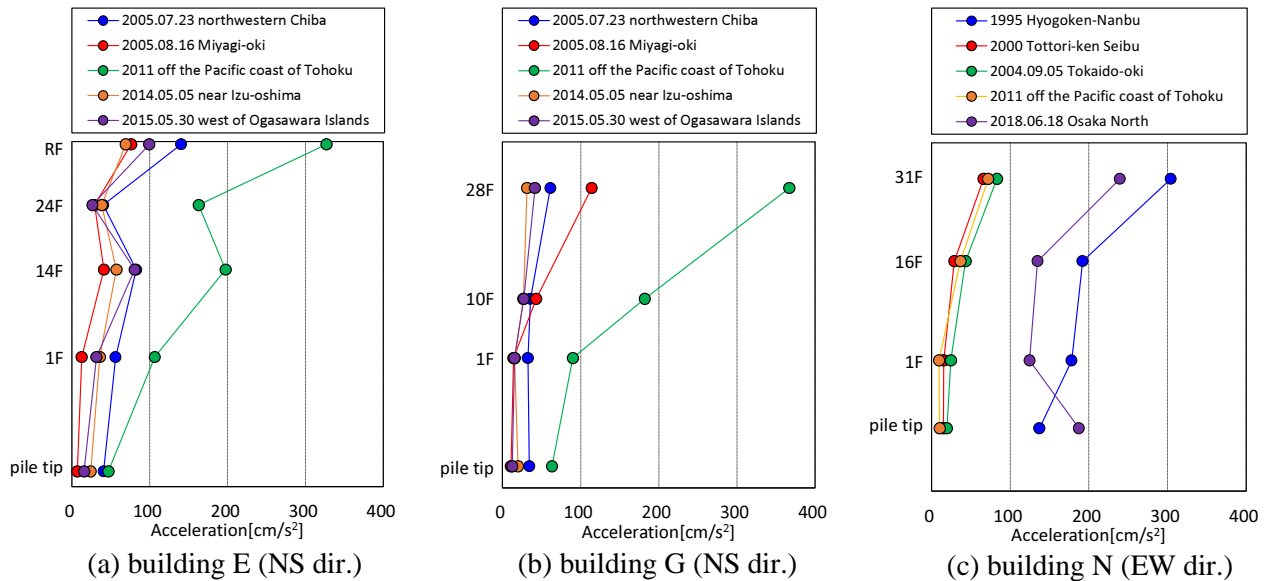 2005.07.23 northwestern Chiba
2005.08.16 Miyagi-oki
2011 off the Pacific coast of Tohoku
2014.05.05 near Izu-oshima
2015.05.30 west of Ogasawara Islands
RF
24F
14F
1F
pile tip
0 100 200 300 400
Acceleration[cm/s²]
(a) building E (NS dir.)
2005.07.23 northwestern Chiba
2005.08.16 Miyagi-oki
2011 off the Pacific coast of Tohoku
2014.05.05 near Izu-oshima
2015.05.30 west of Ogasawara Islands
28F
10F
1F
pile tip
0 100 200 300 400
Acceleration[cm/s²]
(b) building G (NS dir.)
1995 Hyogoken-Nanbu
2000 Tottori-ken Seibu
2004.09.05 Tokaido-oki
2011 off the Pacific coast of Tohoku
2018.06.18 Osaka North
31F
16F
1F
pile tip
0 100 200 300 400
Acceleration[cm/s²]
(c) building N (EW dir.)